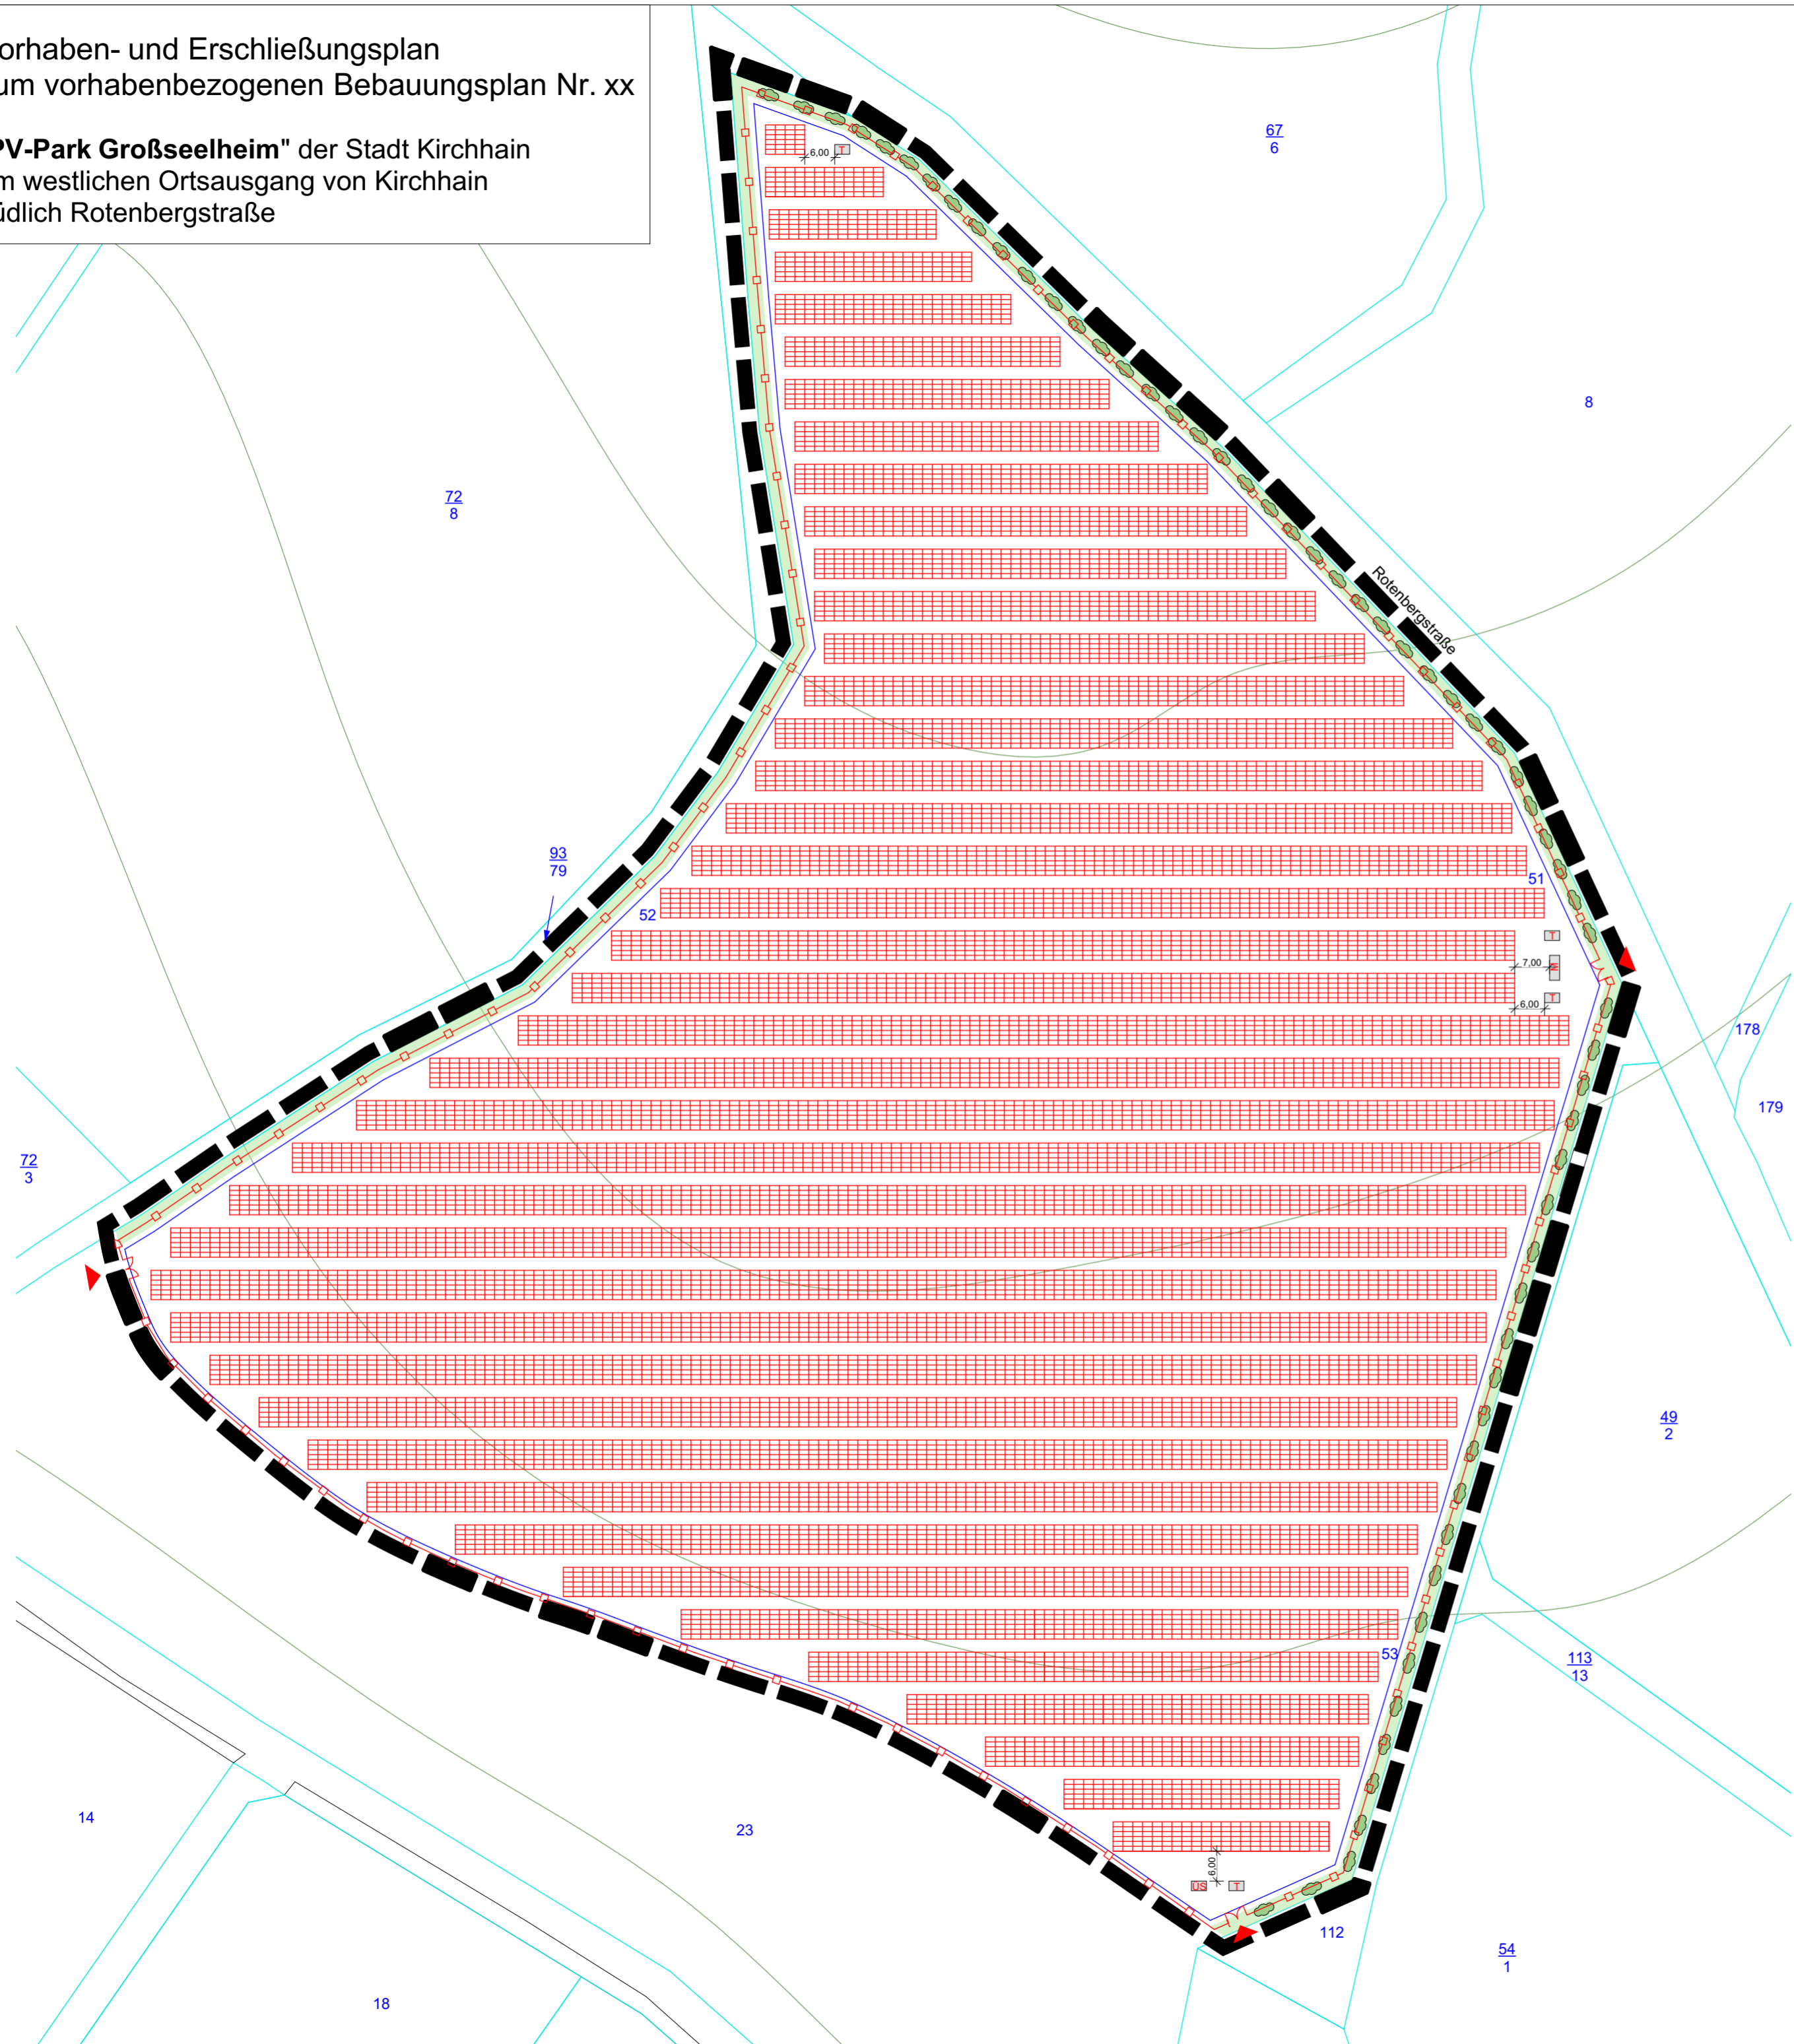 orhaben- und Erschließungsplan
um vorhabenbezogenen Bebauungsplan Nr. xx
PV-Park Großseelheim" der Stadt Kirchhain
m westlichen Ortsausgang von Kirchhain
üdlich Rotenbergstraße
67
6
6,00
T
8
72
8
Rotenbergstraße
93
79
51
52
T
7,00
M
6,00
T
178
179
72
3
49
2
53
113
13
14
23
6,00
US
T
112
54
1
18